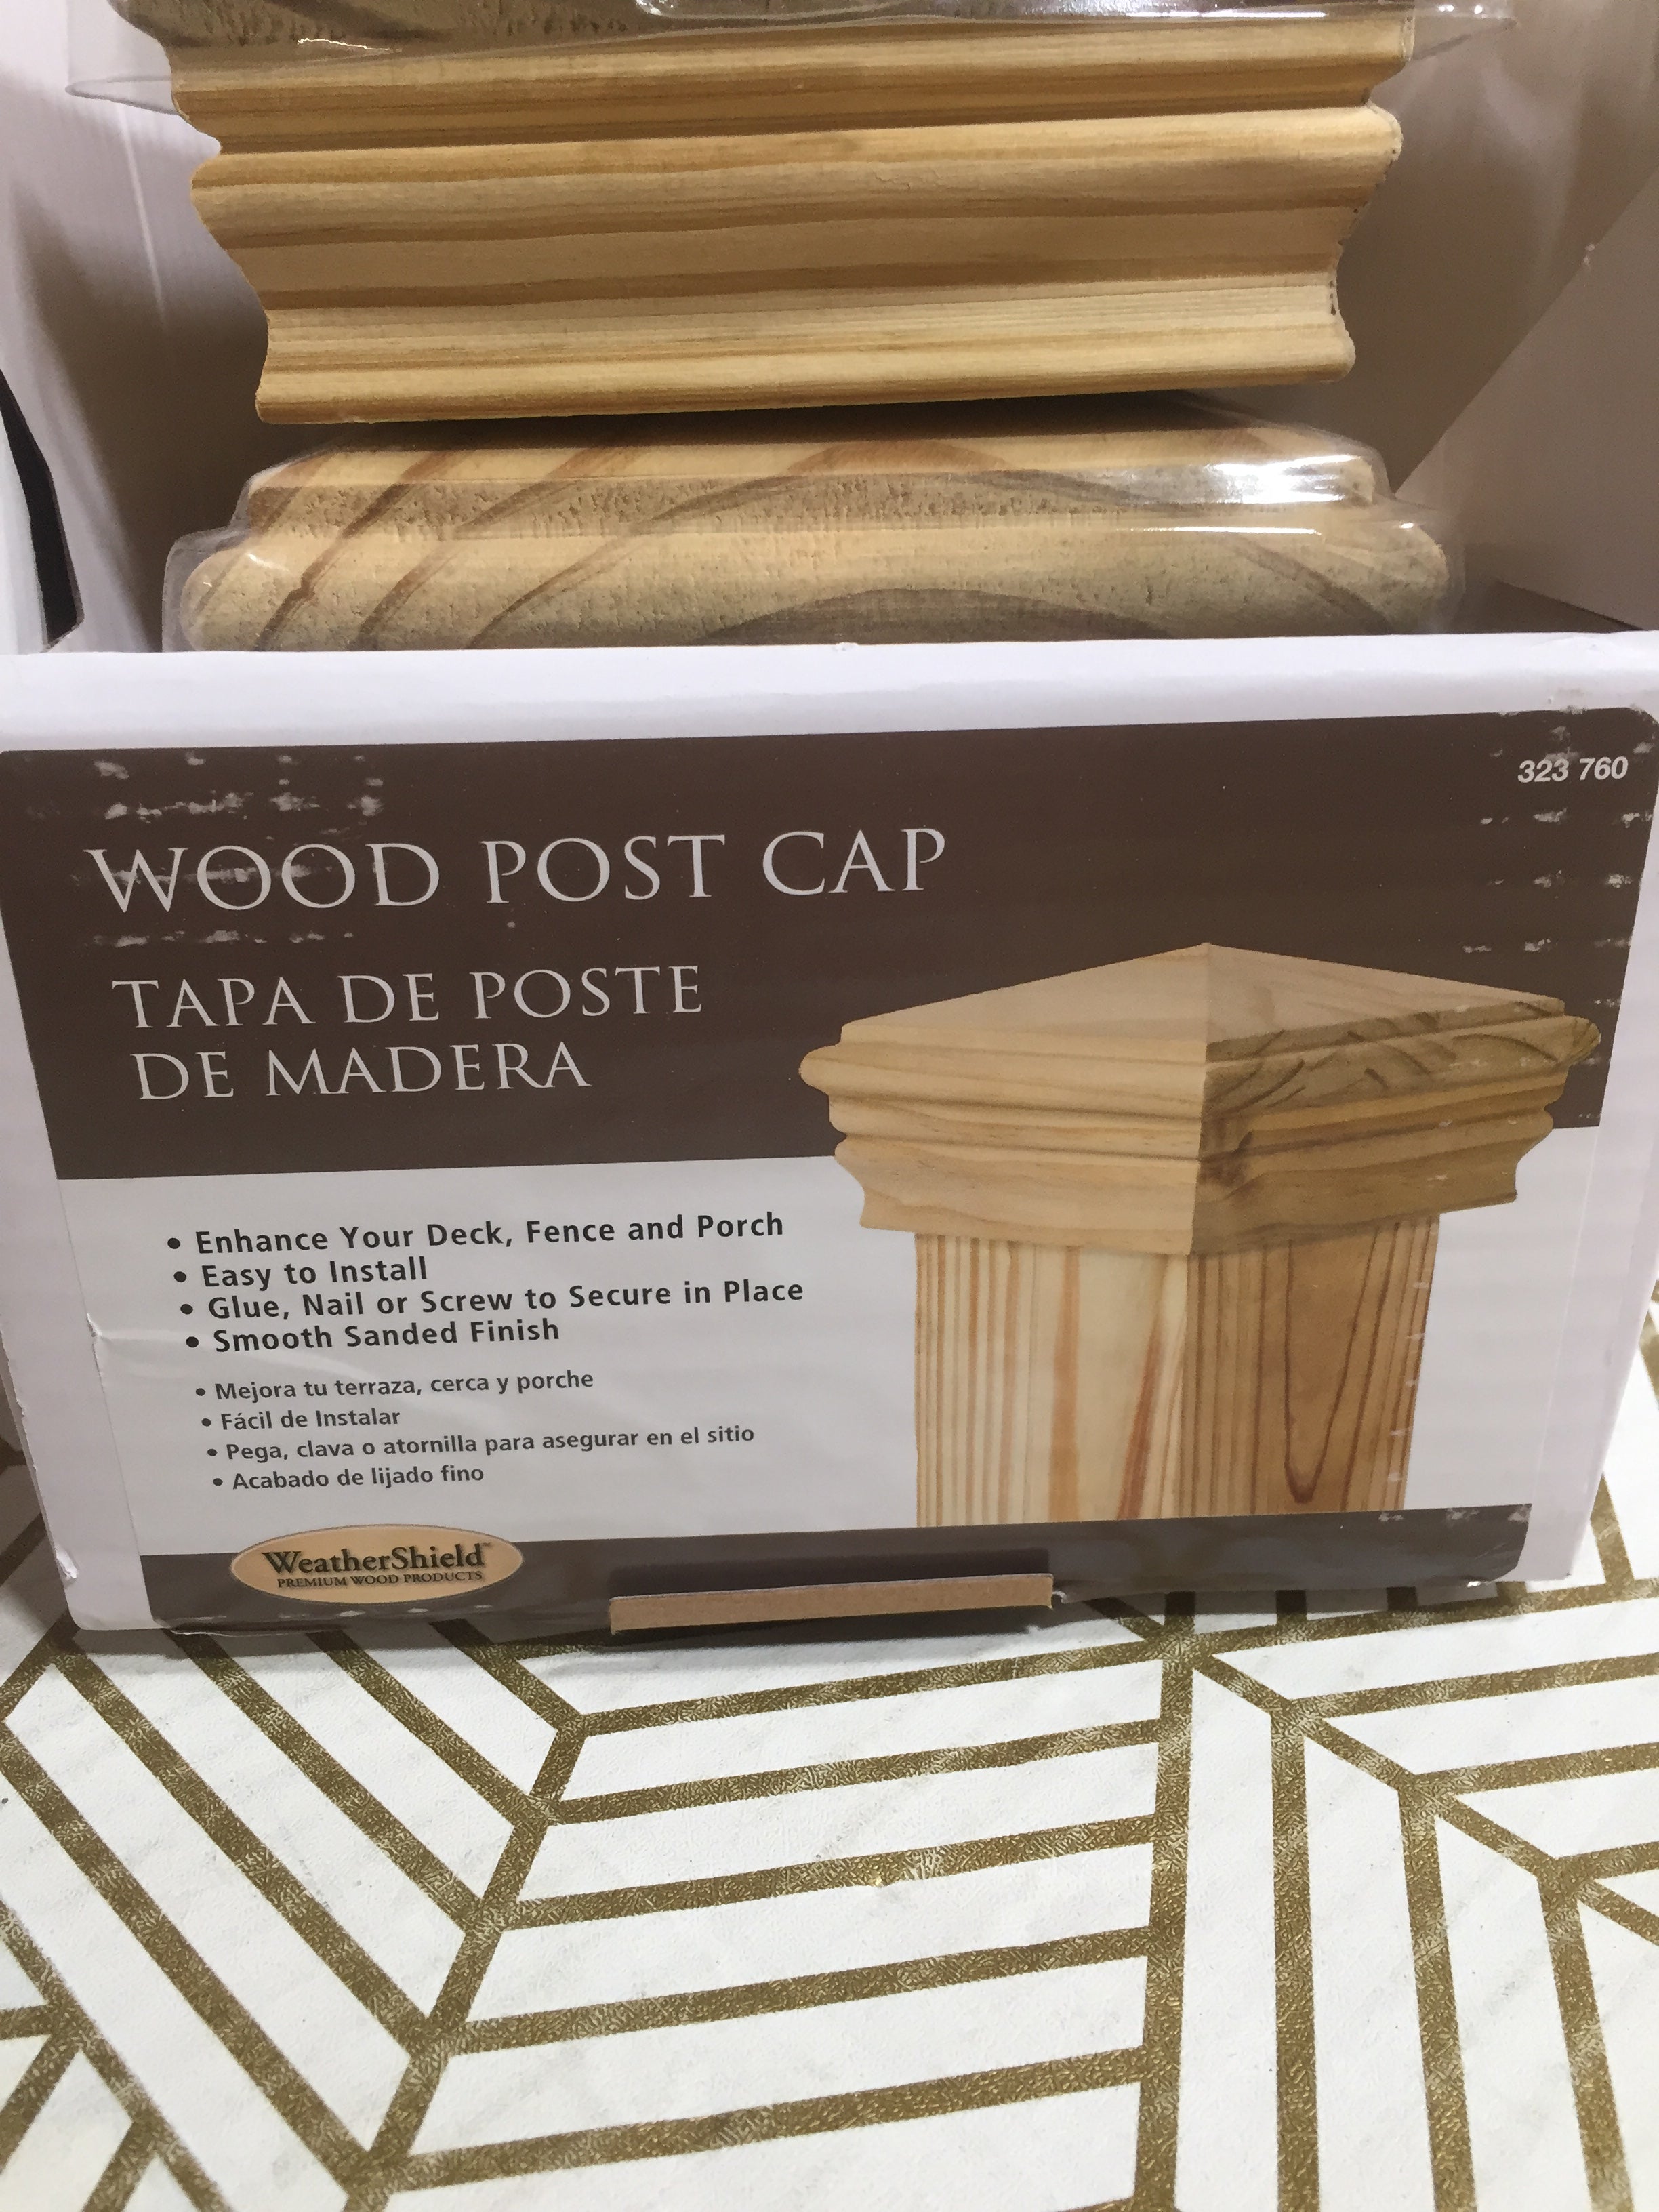 323 760
WOOD POST CAP
TAPA DE POSTE
DE MADERA
• Enhance Your Deck, Fence and Porch
• Easy to Install
• Glue, Nail or Screw to Secure in Place
• Smooth Sanded Finish
• Mejora tu terraza, cerca y porche
• Fácil de Instalar
• Pega, clava o atornilla para asegurar en el sitio
• Acabado de lijado fino
WeatherShield™
PREMIUM WOOD PRODUCTS